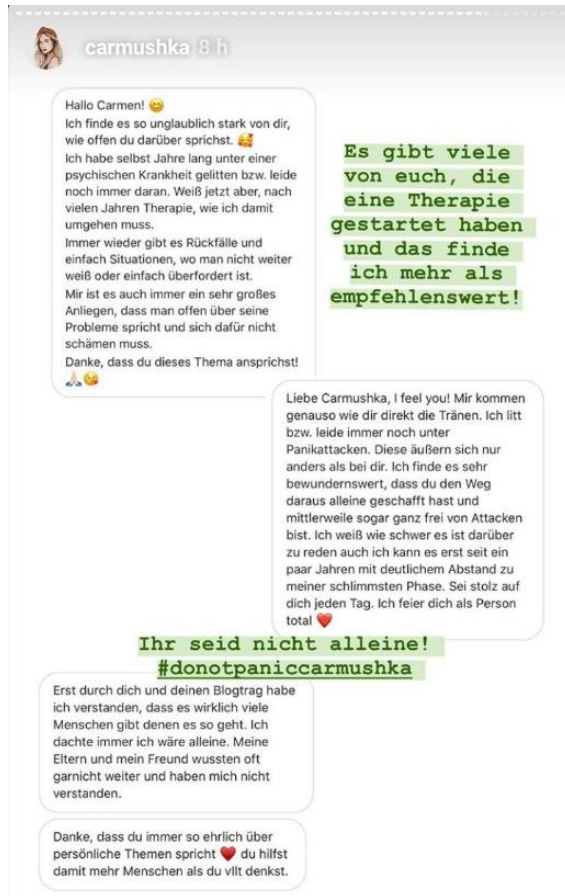 carmushka 8 h
Hallo Carmen! 😊
Ich finde es so unglaublich stark von dir,
wie offen du darüber sprichst. 🥰
Ich habe selbst Jahre lang unter einer
psychischen Krankheit gelitten bzw. leide
noch immer daran. Weiß jetzt aber, nach
vielen Jahren Therapie, wie ich damit
umgehen muss.
Immer wieder gibt es Rückfälle und
einfach Situationen, wo man nicht weiter
weiß oder einfach überfordert ist.
Mir ist es auch immer ein sehr großes
Anliegen, dass man offen über seine
Probleme spricht und sich dafür nicht
schämen muss.
Danke, dass du dieses Thema ansprichst!
🙏🏻😘
Es gibt viele
von euch, die
eine Therapie
gestartet haben
und das finde
ich mehr als
empfehlenswert!
Liebe Carmushka, I feel you! Mir kommen
genauso wie dir direkt die Tränen. Ich litt
bzw. leide immer noch unter
Panikattacken. Diese äußern sich nur
anders als bei dir. Ich finde es sehr
bewundernswert, dass du den Weg
daraus alleine geschafft hast und
mittlerweile sogar ganz frei von Attacken
bist. Ich weiß wie schwer es ist darüber
zu reden auch ich kann es erst seit ein
paar Jahren mit deutlichem Abstand zu
meiner schlimmsten Phase. Sei stolz auf
dich jeden Tag. Ich feier dich als Person
total ❤️
Ihr seid nicht alleine!
#donotpaniccarmushka
Erst durch dich und deinen Blogtrag habe
ich verstanden, dass es wirklich viele
Menschen gibt denen es so geht. Ich
dachte immer ich wäre alleine. Meine
Eltern und mein Freund wussten oft
garnicht weiter und haben mich nicht
verstanden.
Danke, dass du immer so ehrlich über
persönliche Themen spricht ♥️ du hilfst
damit mehr Menschen als du vllt denkst.